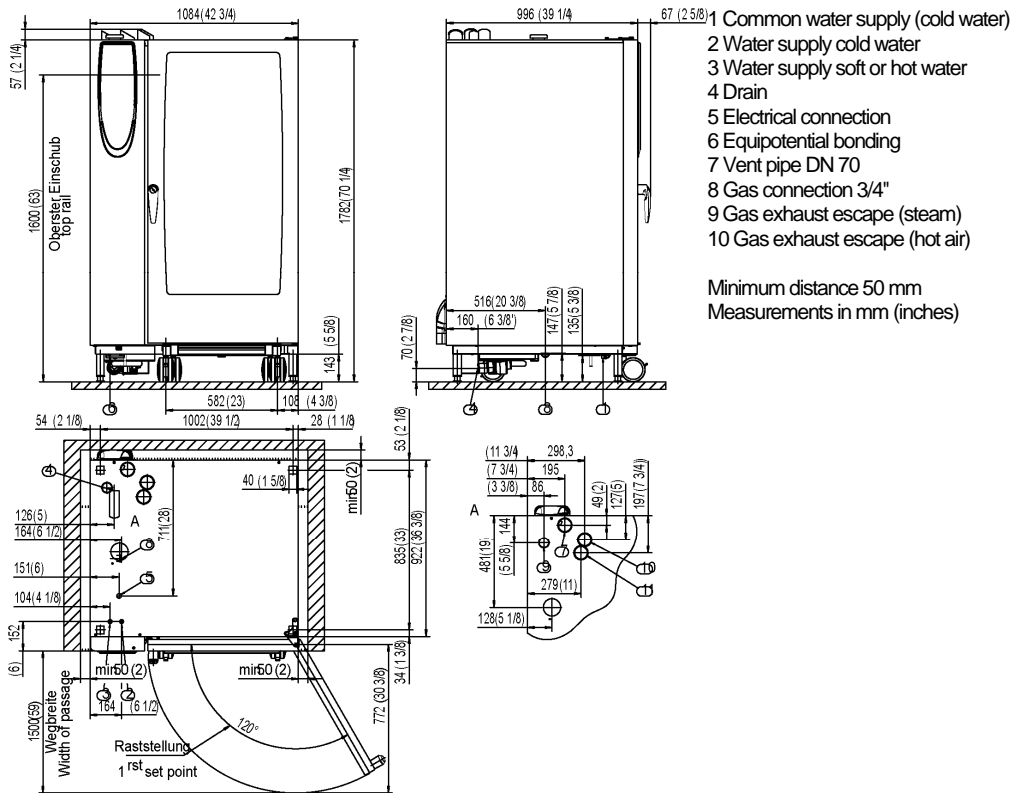 1084(42 3/4)
57 (2 1/4)
1600 (63)
Oberster Einschub
top rail
1782(70 1/4)
143 (5 5/8)
582 (23)
108 (4 3/8)
996 (39 1/4)
67 (2 5/8)
516(20 3/8)
160 (6 3/8')
70 (2 7/8)
147(5 7/8)
135(5 3/8)
1 Common water supply (cold water)
2 Water supply cold water
3 Water supply soft or hot water
4 Drain
5 Electrical connection
6 Equipotential bonding
7 Vent pipe DN 70
8 Gas connection 3/4"
9 Gas exhaust escape (steam)
10 Gas exhaust escape (hot air)
Minimum distance 50 mm
Measurements in mm (inches)
54 (2 1/8)
1002(39 1/2)
28 (1 1/8
53 (2 1/8)
4
40 (1 5/8)
min50 (2)
A
126(5)
164(6 1/2)
711(28)
151(6)
5
104(4 1/8)
835(33)
922(36 3/8)
152
(6)
min50 (2)
min50 (2)
34 (1 3/8)
3
2
164 (6 1/2
1500(59)
Wegbreite
Width of passage
Raststellung
1 rst set point
120°
772 (30 3/8)
(11 3/4
298,3
(7 3/4)
195
(3 3/8)
86
49 (2)
127(5)
197(7 3/4)
A
144
(5 5/8)
481(19)
7
279(11)
128(5 1/8)